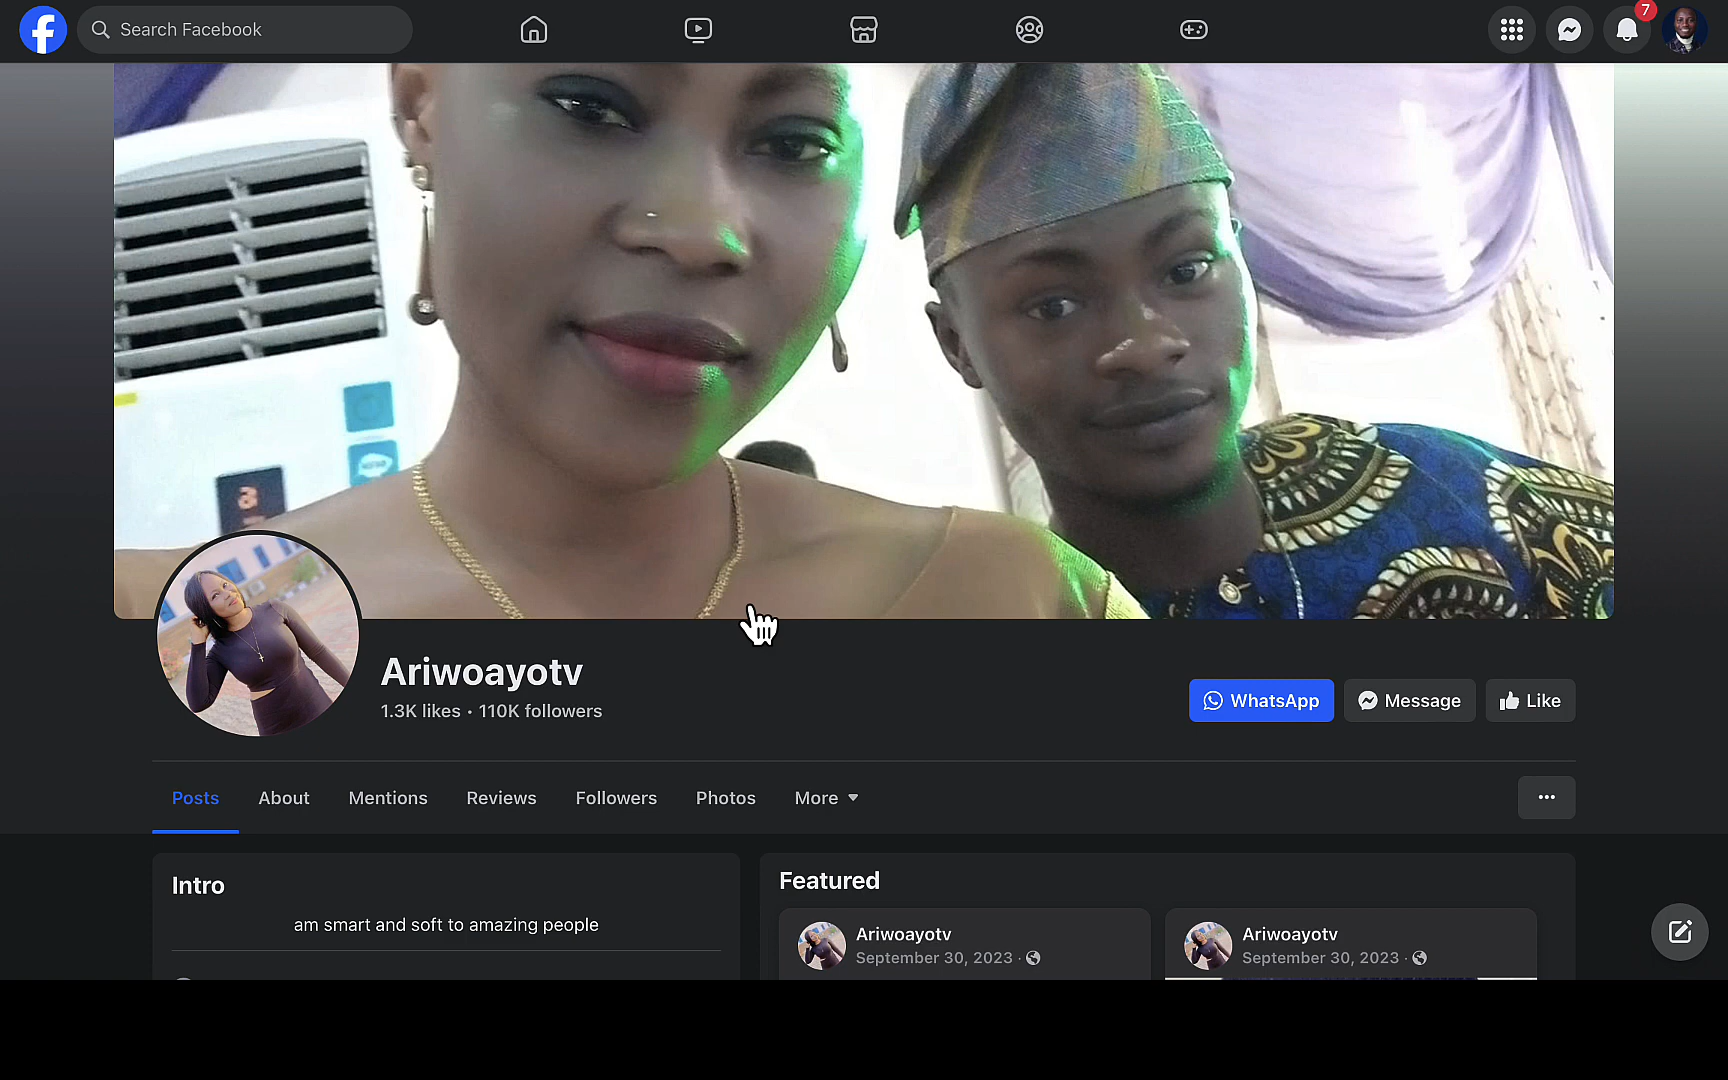 Search Facebook
7
Ariwoayotv
1.3K likes • 110K followers
WhatsApp
Message
Like
Posts
About
Mentions
Reviews
Followers
Photos
More
Intro
am smart and soft to amazing people
Featured
Ariwoayotv
September 30, 2023 ·
Ariwoayotv
September 30, 2023 ·